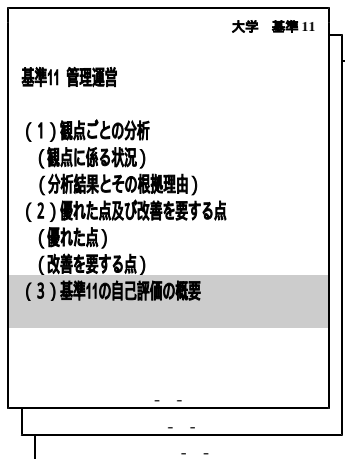 大学　基準11
基準11 管理運営
（１）観点ごとの分析
（観点に係る状況）
（分析結果とその根拠理由）
（２）優れた点及び改善を要する点
（優れた点）
（改善を要する点）
（３）基準11の自己評価の概要
- -
- -
- -